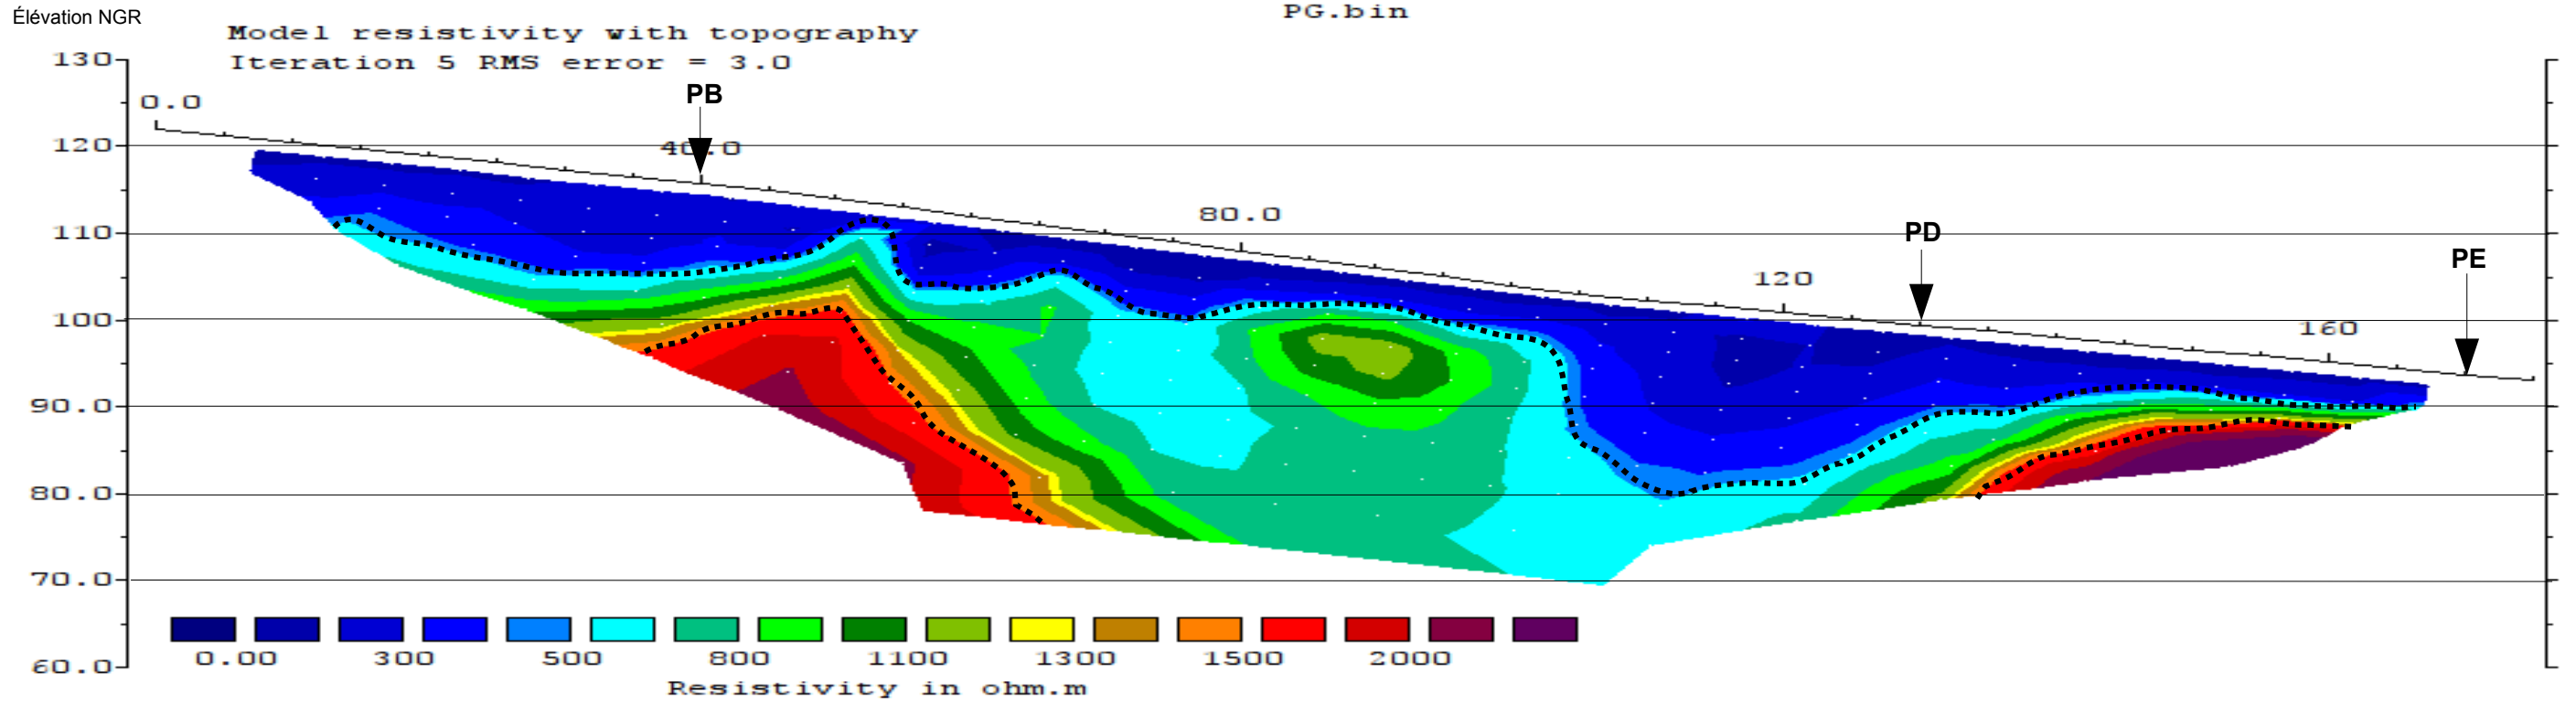 Élévation NGR
PG.bin
Model resistivity with topography
Iteration 5 RMS error = 3.0
130
0.0
PB
120
40.0
110
80.0
PD
PE
100
120
160
90.0
80.0
70.0
60.0
0.00 300 500 800 1100 1300 1500 2000
Resistivity in ohm.m